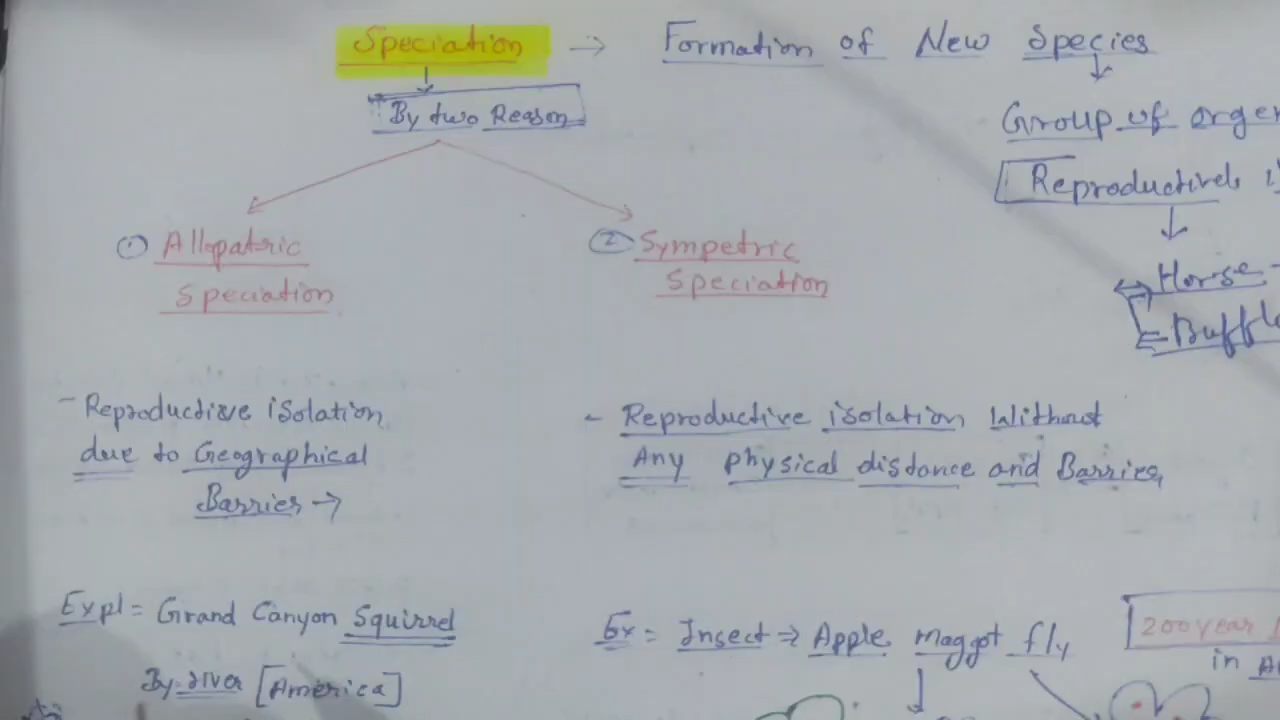 Speciation → Formation of New Species
By two Reason
Group of
Reproductively
① Allopatric
Speciation
② Sympetric
Speciation
Horse
- Reproductive isolation
due to Geographical
Barries →
- Reproductive isolation Without
Any physical distance and Barries,
Expl = Grand Canyon Squirrel
By river [America]
Ex = Insect ⇒ Apple maggot fly
200 year
in